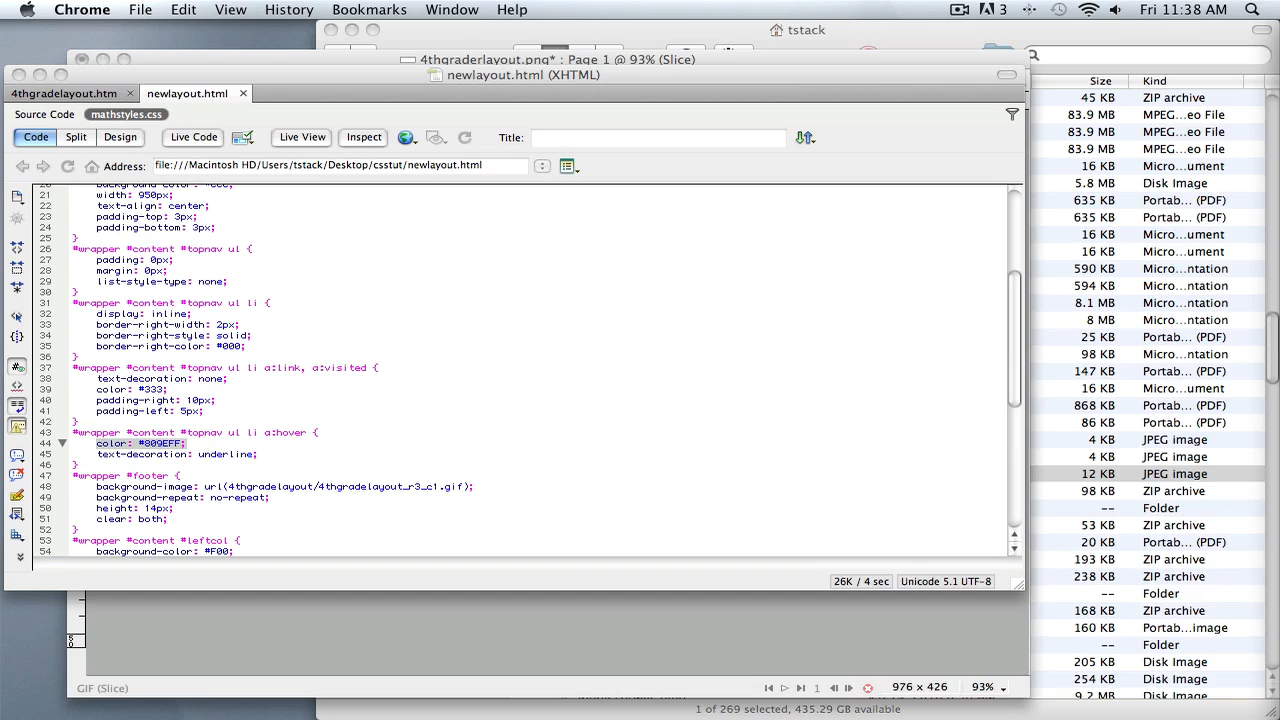 Chrome File Edit View History Bookmarks Window Help 3 Fri 11:38 AM
tstack
4thgraderlayout.png* : Page 1 @ 93% (Slice)
newlayout.html (XHTML)
4thgradelayout.htm × newlayout.html ×
Source Code mathstyles.css
Code Split Design Live Code Live View Inspect Title:
Address: file:///Macintosh HD/Users/tstack/Desktop/csstut/newlayout.html
21 width: 950px;
22 text-align: center;
23 padding-top: 3px;
24 padding-bottom: 3px;
25 }
26 #wrapper #content #topnav ul {
27 padding: 0px;
28 margin: 0px;
29 list-style-type: none;
30 }
31 #wrapper #content #topnav ul li {
32 display: inline;
33 border-right-width: 2px;
34 border-right-style: solid;
35 border-right-color: #000;
36 }
37 #wrapper #content #topnav ul li a:link, a:visited {
38 text-decoration: none;
39 color: #333;
40 padding-right: 10px;
41 padding-left: 5px;
42 }
43 #wrapper #content #topnav ul li a:hover {
44 color: #809EFF;
45 text-decoration: underline;
46 }
47 #wrapper #footer {
48 background-image: url(4thgradelayout/4thgradelayout_r3_c1.gif);
49 background-repeat: no-repeat;
50 height: 14px;
51 clear: both;
52 }
53 #wrapper #content #leftcol {
54 background-color: #F00;
26K / 4 sec Unicode 5.1 UTF-8
GIF (Slice) 1 976 x 426 93%
Size Kind
45 KB ZIP archive
83.9 MB MPEG...eo File
83.9 MB MPEG...eo File
83.9 MB MPEG...eo File
16 KB Micro...ument
5.8 MB Disk Image
635 KB Portab... (PDF)
635 KB Portab... (PDF)
16 KB Micro...ument
16 KB Micro...ument
590 KB Micro...ntation
594 KB Micro...ntation
8.1 MB Micro...ntation
8 MB Micro...ntation
25 KB Portab... (PDF)
98 KB Micro...ntation
147 KB Portab... (PDF)
16 KB Micro...ument
868 KB Portab... (PDF)
86 KB Portab... (PDF)
4 KB JPEG image
4 KB JPEG image
12 KB JPEG image
98 KB ZIP archive
-- Folder
53 KB ZIP archive
20 KB Portab... (PDF)
193 KB ZIP archive
238 KB ZIP archive
-- Folder
168 KB ZIP archive
160 KB Portab...image
-- Folder
205 KB Disk Image
254 KB Disk Image
9.2 MB Disk Image
1 of 269 selected, 435.29 GB available